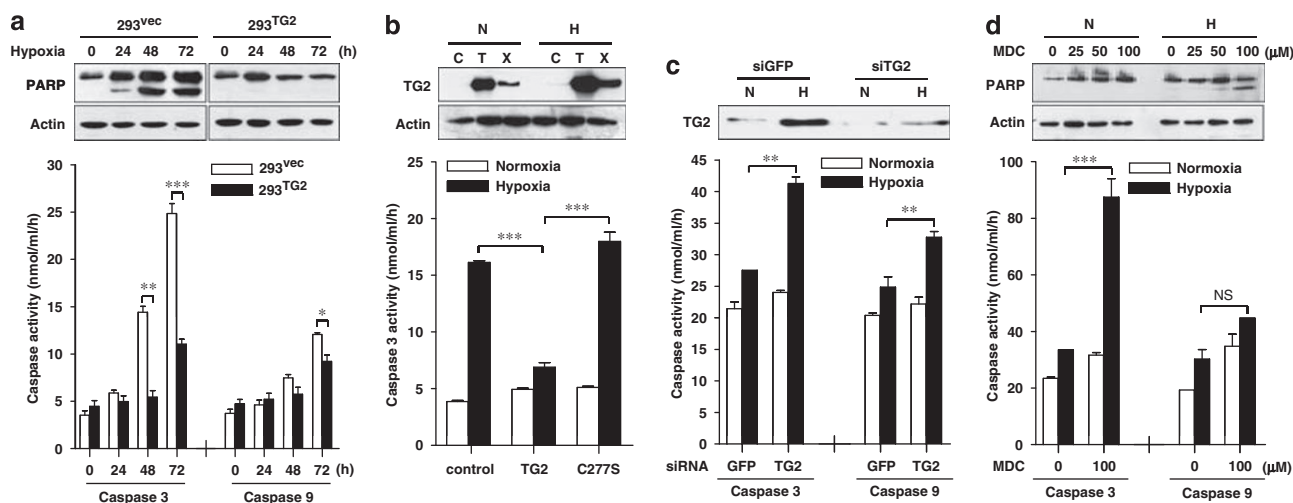 a
293vec 293TG2
Hypoxia 0 24 48 72 0 24 48 72 (h)
PARP
Actin
Caspase activity (nmol/ml/h)
30
25
20
15
10
5
0
293vec
293TG2
***
**
*
0 24 48 72 0 24 48 72 (h)
Caspase 3 Caspase 9
b
N H
C T X C T X
TG2
Actin
Caspase 3 activity (nmol/ml/h)
20
15
10
5
0
Normoxia
Hypoxia
***
***
control TG2 C277S
c
siGFP siTG2
N H N H
TG2
Caspase activity (nmol/ml/h)
45
40
35
30
25
20
15
10
5
0
Normoxia
Hypoxia
**
**
siRNA GFP TG2 GFP TG2
Caspase 3 Caspase 9
d
N H
MDC 0 25 50 100 0 25 50 100 (μM)
PARP
Actin
Caspase activity (nmol/ml/h)
100
80
60
40
20
0
Normoxia
Hypoxia
***
NS
MDC 0 100 0 100 (μM)
Caspase 3 Caspase 9